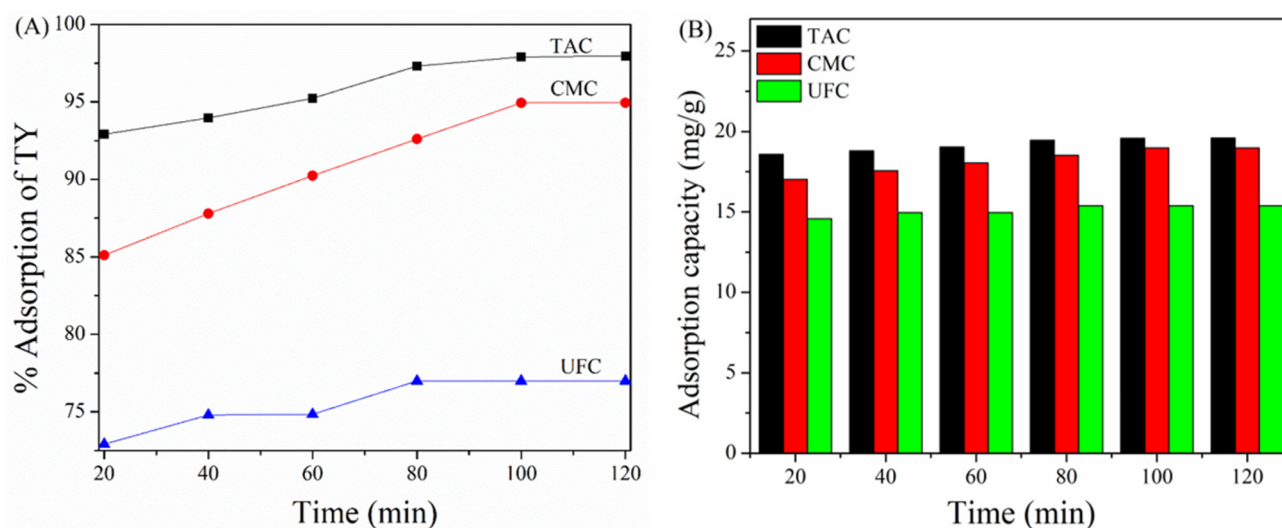 (A)
% Adsorption of TY
100
95
90
85
80
75
TAC
CMC
UFC
20 40 60 80 100 120
Time (min)
(B)
TAC
CMC
UFC
Adsorption capacity (mg/g)
25
20
15
10
5
0
20 40 60 80 100 120
Time (min)